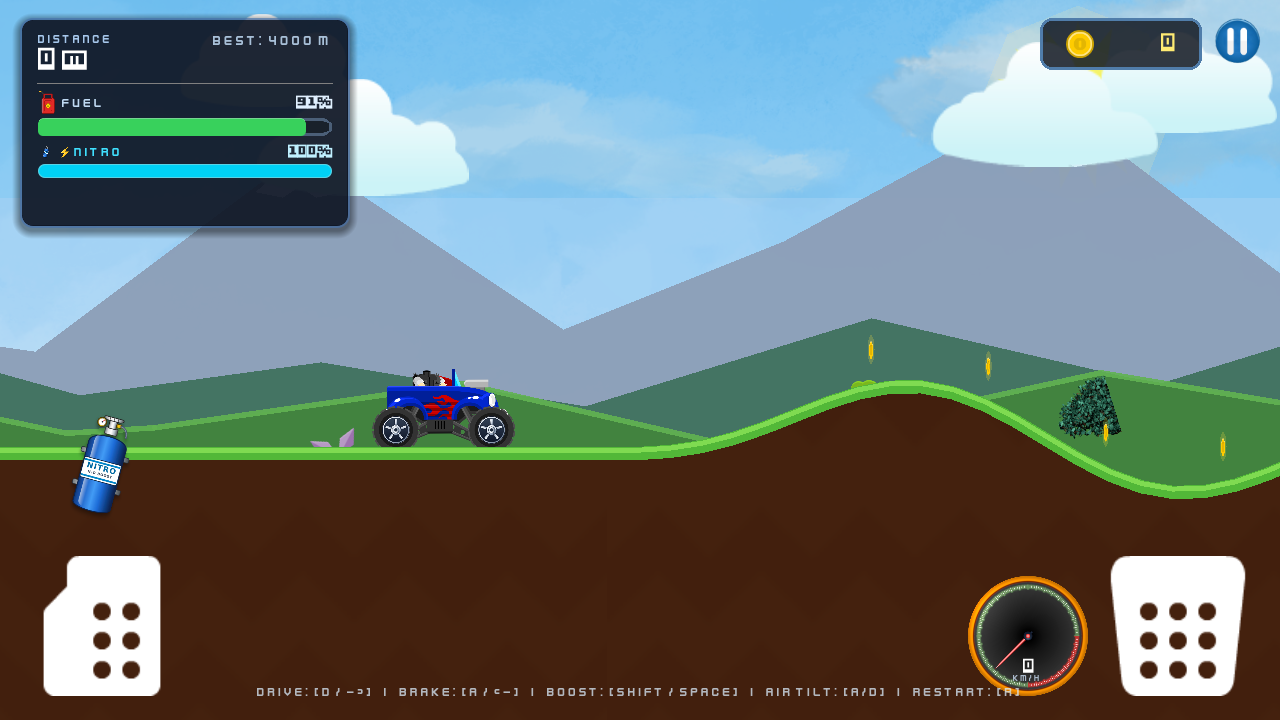 DISTANCE
BEST: 4000 M
0 m
FUEL
91%
⚡NITRO
100%
0
NITRO
0
KM/H
DRIVE: [D / →] | BRAKE: [A / ←] | BOOST: [SHIFT / SPACE] | AIR TILT: [A/D] | RESTART: [R]